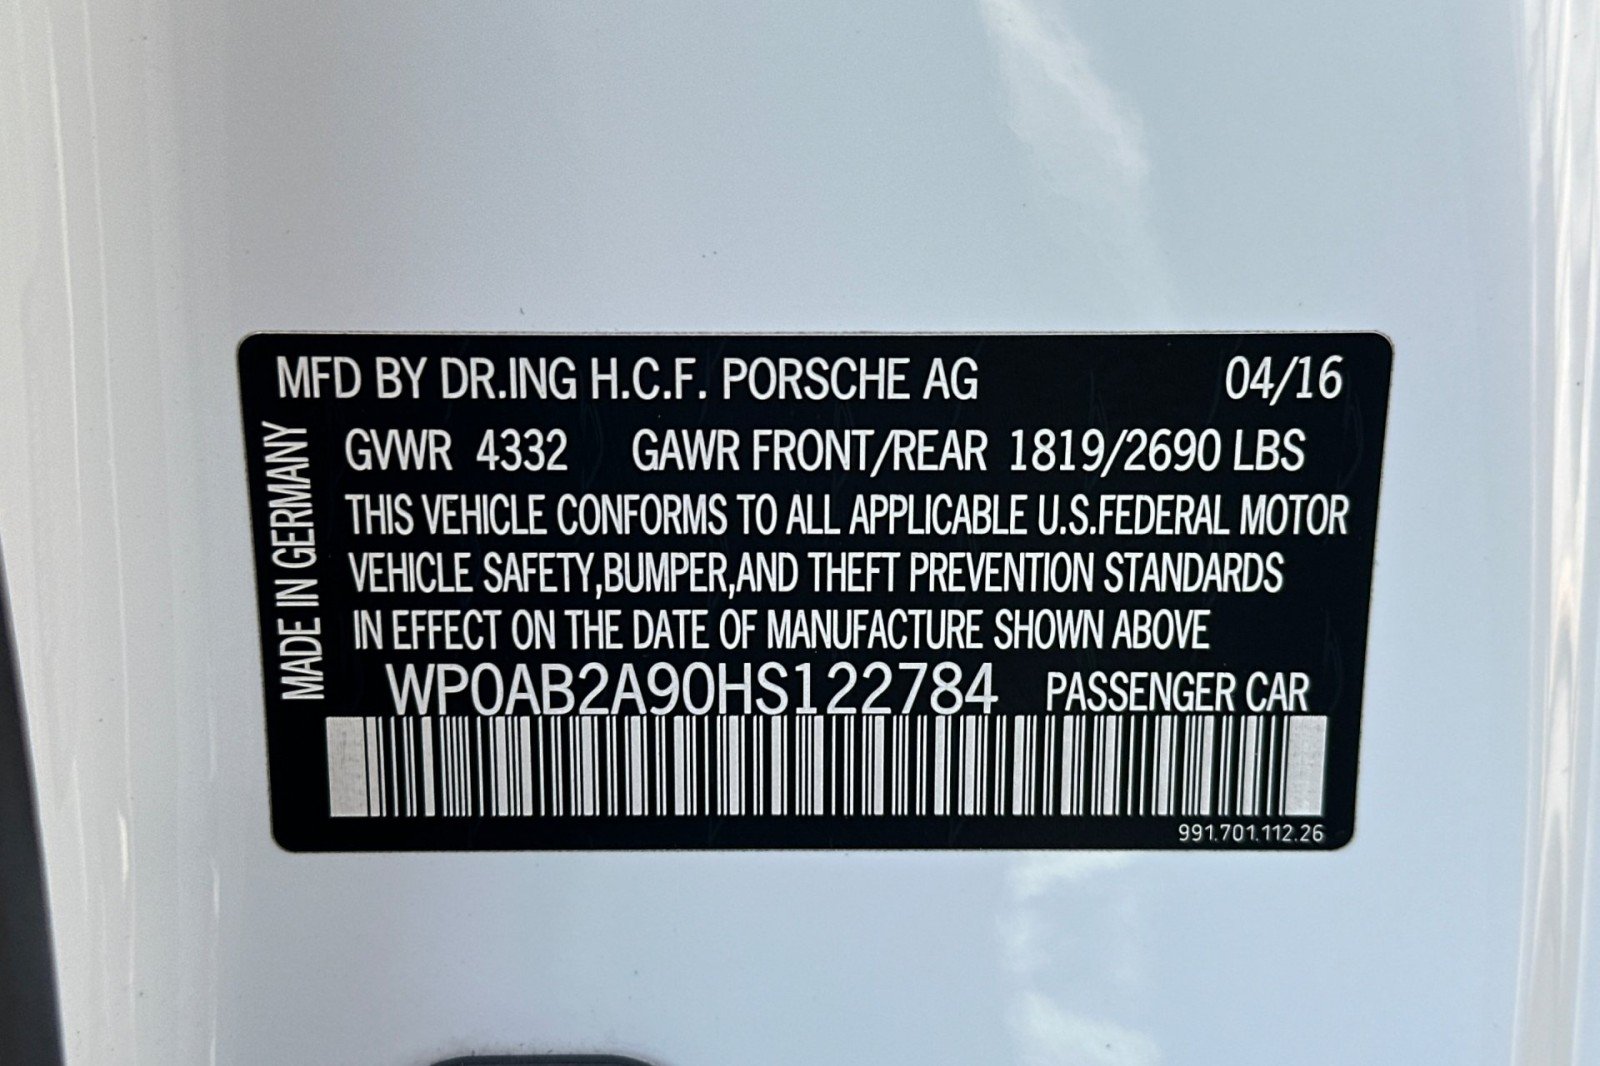 MFD BY DR.ING H.C.F. PORSCHE AG 04/16
GVWR 4332 GAWR FRONT/REAR 1819/2690 LBS
THIS VEHICLE CONFORMS TO ALL APPLICABLE U.S.FEDERAL MOTOR
VEHICLE SAFETY,BUMPER,AND THEFT PREVENTION STANDARDS
IN EFFECT ON THE DATE OF MANUFACTURE SHOWN ABOVE
WP0AB2A90HS122784 PASSENGER CAR
991.701.112.26
MADE IN GERMANY